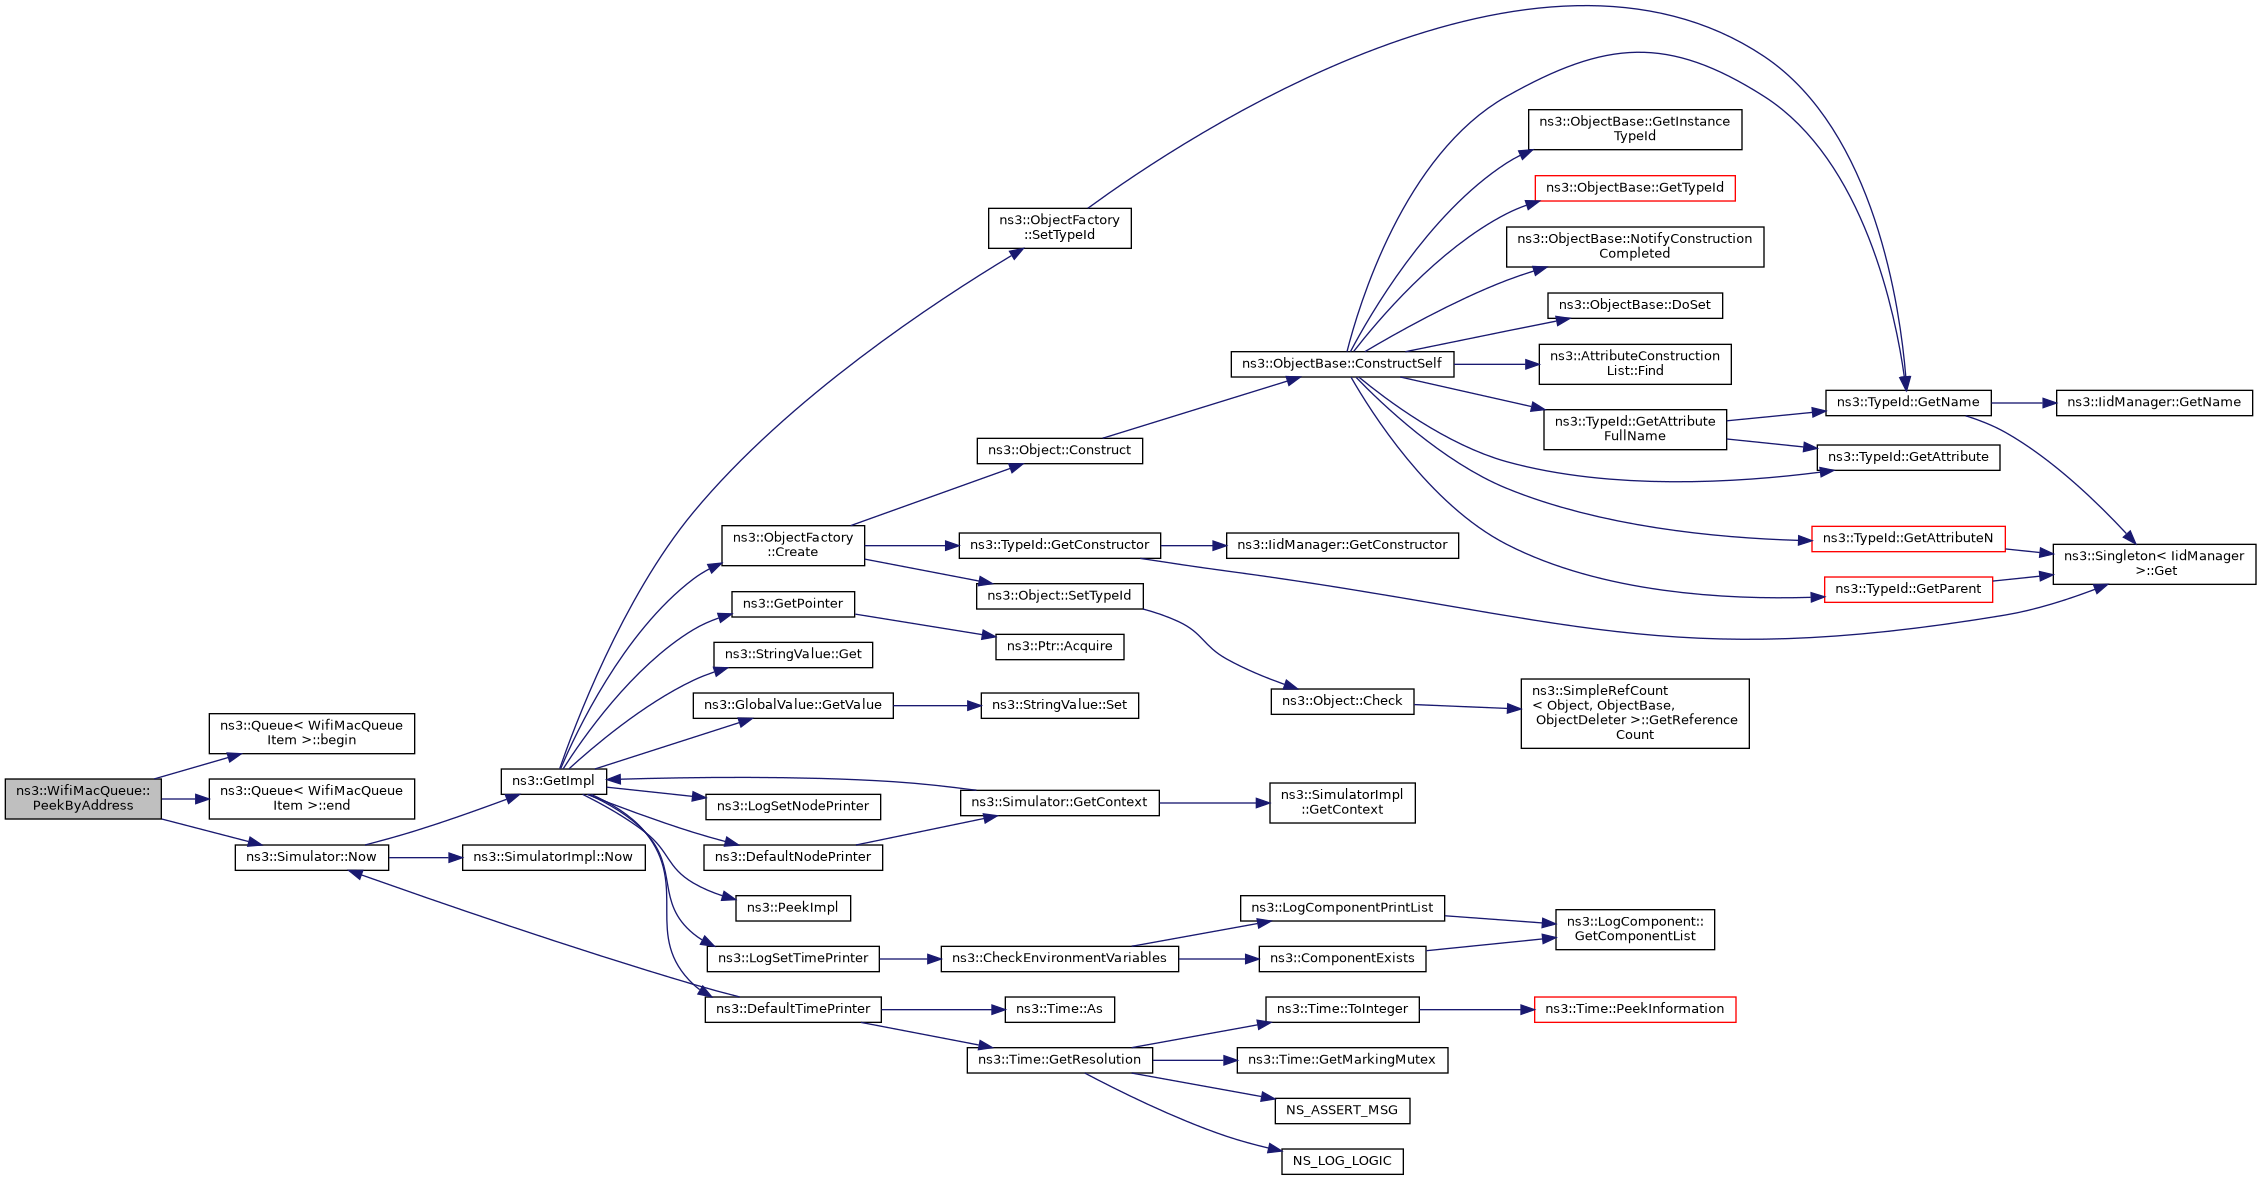 ns3::WifiMacQueue::
PeekByAddress
ns3::Queue< WifiMacQueue
Item >::begin
ns3::Queue< WifiMacQueue
Item >::end
ns3::Simulator::Now
ns3::SimulatorImpl::Now
ns3::GetImpl
ns3::ObjectFactory
::SetTypeId
ns3::ObjectFactory
::Create
ns3::GetPointer
ns3::StringValue::Get
ns3::GlobalValue::GetValue
ns3::LogSetNodePrinter
ns3::DefaultNodePrinter
ns3::PeekImpl
ns3::LogSetTimePrinter
ns3::DefaultTimePrinter
ns3::Object::Construct
ns3::TypeId::GetConstructor
ns3::Object::SetTypeId
ns3::Ptr::Acquire
ns3::StringValue::Set
ns3::Simulator::GetContext
ns3::CheckEnvironmentVariables
ns3::Time::As
ns3::Time::GetResolution
ns3::ObjectBase::ConstructSelf
ns3::IidManager::GetConstructor
ns3::Object::Check
ns3::SimulatorImpl
::GetContext
ns3::LogComponentPrintList
ns3::ComponentExists
ns3::Time::ToInteger
ns3::Time::GetMarkingMutex
NS_ASSERT_MSG
NS_LOG_LOGIC
ns3::ObjectBase::GetInstance
TypeId
ns3::ObjectBase::GetTypeId
ns3::ObjectBase::NotifyConstruction
Completed
ns3::ObjectBase::DoSet
ns3::AttributeConstruction
List::Find
ns3::TypeId::GetAttribute
FullName
ns3::SimpleRefCount
< Object, ObjectBase,
ObjectDeleter >::GetReference
Count
ns3::LogComponent::
GetComponentList
ns3::Time::PeekInformation
ns3::TypeId::GetName
ns3::TypeId::GetAttribute
ns3::TypeId::GetAttributeN
ns3::TypeId::GetParent
ns3::IidManager::GetName
ns3::Singleton< IidManager
>::Get